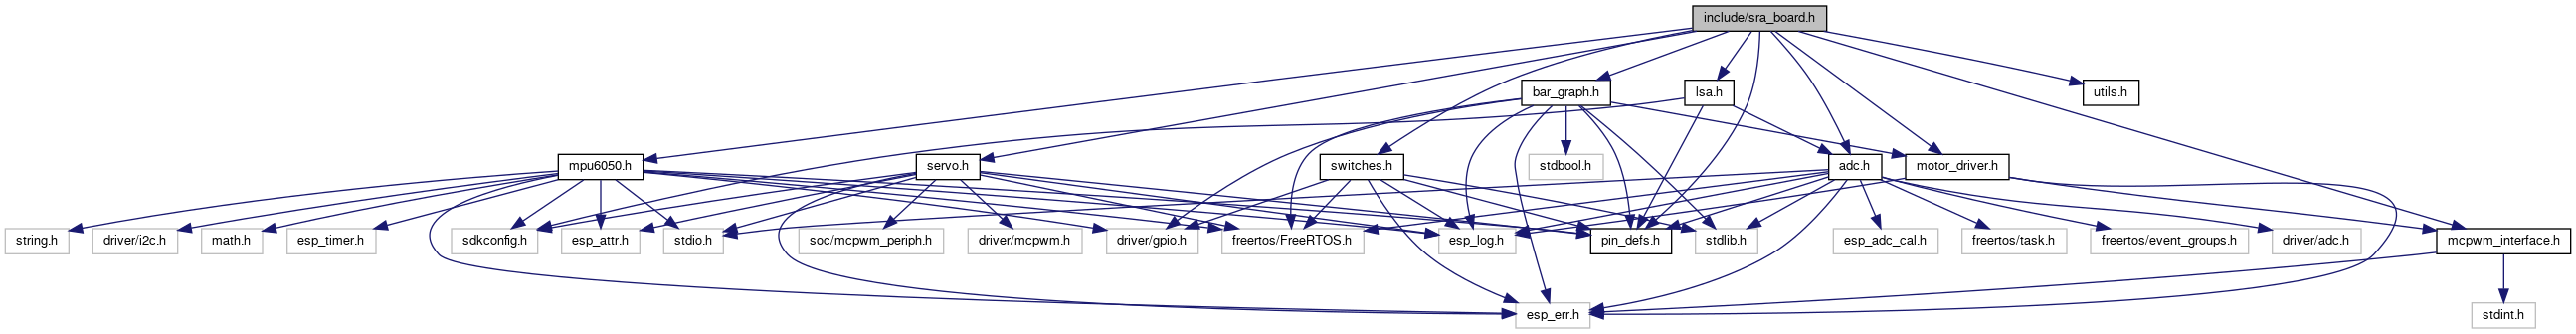 include/sra_board.h
bar_graph.h
lsa.h
utils.h
mpu6050.h
servo.h
switches.h
stdbool.h
adc.h
motor_driver.h
string.h
driver/i2c.h
math.h
esp_timer.h
sdkconfig.h
esp_attr.h
stdio.h
soc/mcpwm_periph.h
driver/mcpwm.h
driver/gpio.h
freertos/FreeRTOS.h
esp_log.h
pin_defs.h
stdlib.h
esp_adc_cal.h
freertos/task.h
freertos/event_groups.h
driver/adc.h
mcpwm_interface.h
esp_err.h
stdint.h